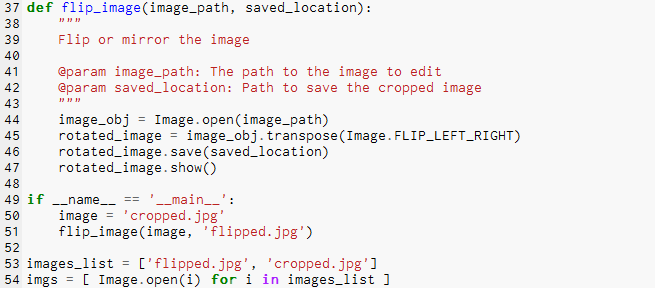 37 def flip_image(image_path, saved_location):
38     """
39     Flip or mirror the image
40
41     @param image_path: The path to the image to edit
42     @param saved_location: Path to save the cropped image
43     """
44     image_obj = Image.open(image_path)
45     rotated_image = image_obj.transpose(Image.FLIP_LEFT_RIGHT)
46     rotated_image.save(saved_location)
47     rotated_image.show()
48
49 if __name__ == '__main__':
50     image = 'cropped.jpg'
51     flip_image(image, 'flipped.jpg')
52
53 images_list = ['flipped.jpg', 'cropped.jpg']
54 imgs = [ Image.open(i) for i in images_list ]